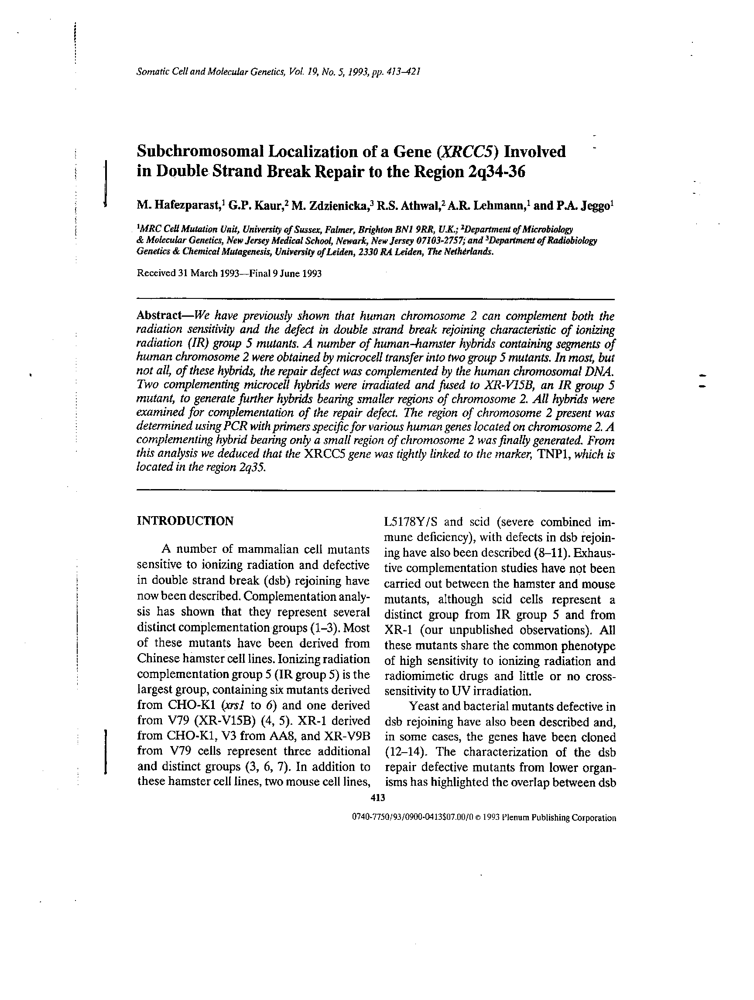 Somatic Cell and Molecular Genetics, Vol. 19, No. 5, 1993, pp. 413–421
Subchromosomal Localization of a Gene (XRCC5) Involved
in Double Strand Break Repair to the Region 2q34-36
M. Hafezparast,¹ G.P. Kaur,² M. Zdzienicka,³ R.S. Athwal,² A.R. Lehmann,¹ and P.A. Jeggo¹
¹MRC Cell Mutation Unit, University of Sussex, Falmer, Brighton BN1 9RR, U.K.; ²Department of Microbiology
& Molecular Genetics, New Jersey Medical School, Newark, New Jersey 07103-2757; and ³Department of Radiobiology
Genetics & Chemical Mutagenesis, University of Leiden, 2330 RA Leiden, The Netherlands.
Received 31 March 1993—Final 9 June 1993
Abstract—We have previously shown that human chromosome 2 can complement both the
radiation sensitivity and the defect in double strand break rejoining characteristic of ionizing
radiation (IR) group 5 mutants. A number of human–hamster hybrids containing segments of
human chromosome 2 were obtained by microcell transfer into two group 5 mutants. In most, but
not all, of these hybrids, the repair defect was complemented by the human chromosomal DNA.
Two complementing microcell hybrids were irradiated and fused to XR-V15B, an IR group 5
mutant, to generate further hybrids bearing smaller regions of chromosome 2. All hybrids were
examined for complementation of the repair defect. The region of chromosome 2 present was
determined using PCR with primers specific for various human genes located on chromosome 2. A
complementing hybrid bearing only a small region of chromosome 2 was finally generated. From
this analysis we deduced that the XRCC5 gene was tightly linked to the marker, TNP1, which is
located in the region 2q35.
INTRODUCTION
A number of mammalian cell mutants
sensitive to ionizing radiation and defective
in double strand break (dsb) rejoining have
now been described. Complementation analy-
sis has shown that they represent several
distinct complementation groups (1–3). Most
of these mutants have been derived from
Chinese hamster cell lines. Ionizing radiation
complementation group 5 (IR group 5) is the
largest group, containing six mutants derived
from CHO-K1 (xrs1 to 6) and one derived
from V79 (XR-V15B) (4, 5). XR-1 derived
from CHO-K1, V3 from AA8, and XR-V9B
from V79 cells represent three additional
and distinct groups (3, 6, 7). In addition to
these hamster cell lines, two mouse cell lines,
L5178Y/S and scid (severe combined im-
mune deficiency), with defects in dsb rejoin-
ing have also been described (8–11). Exhaus-
tive complementation studies have not been
carried out between the hamster and mouse
mutants, although scid cells represent a
distinct group from IR group 5 and from
XR-1 (our unpublished observations). All
these mutants share the common phenotype
of high sensitivity to ionizing radiation and
radiomimetic drugs and little or no cross-
sensitivity to UV irradiation.
Yeast and bacterial mutants defective in
dsb rejoining have also been described and,
in some cases, the genes have been cloned
(12–14). The characterization of the dsb
repair defective mutants from lower organ-
isms has highlighted the overlap between dsb
413
0740-7750/93/0900-0413$07.00/0 © 1993 Plenum Publishing Corporation